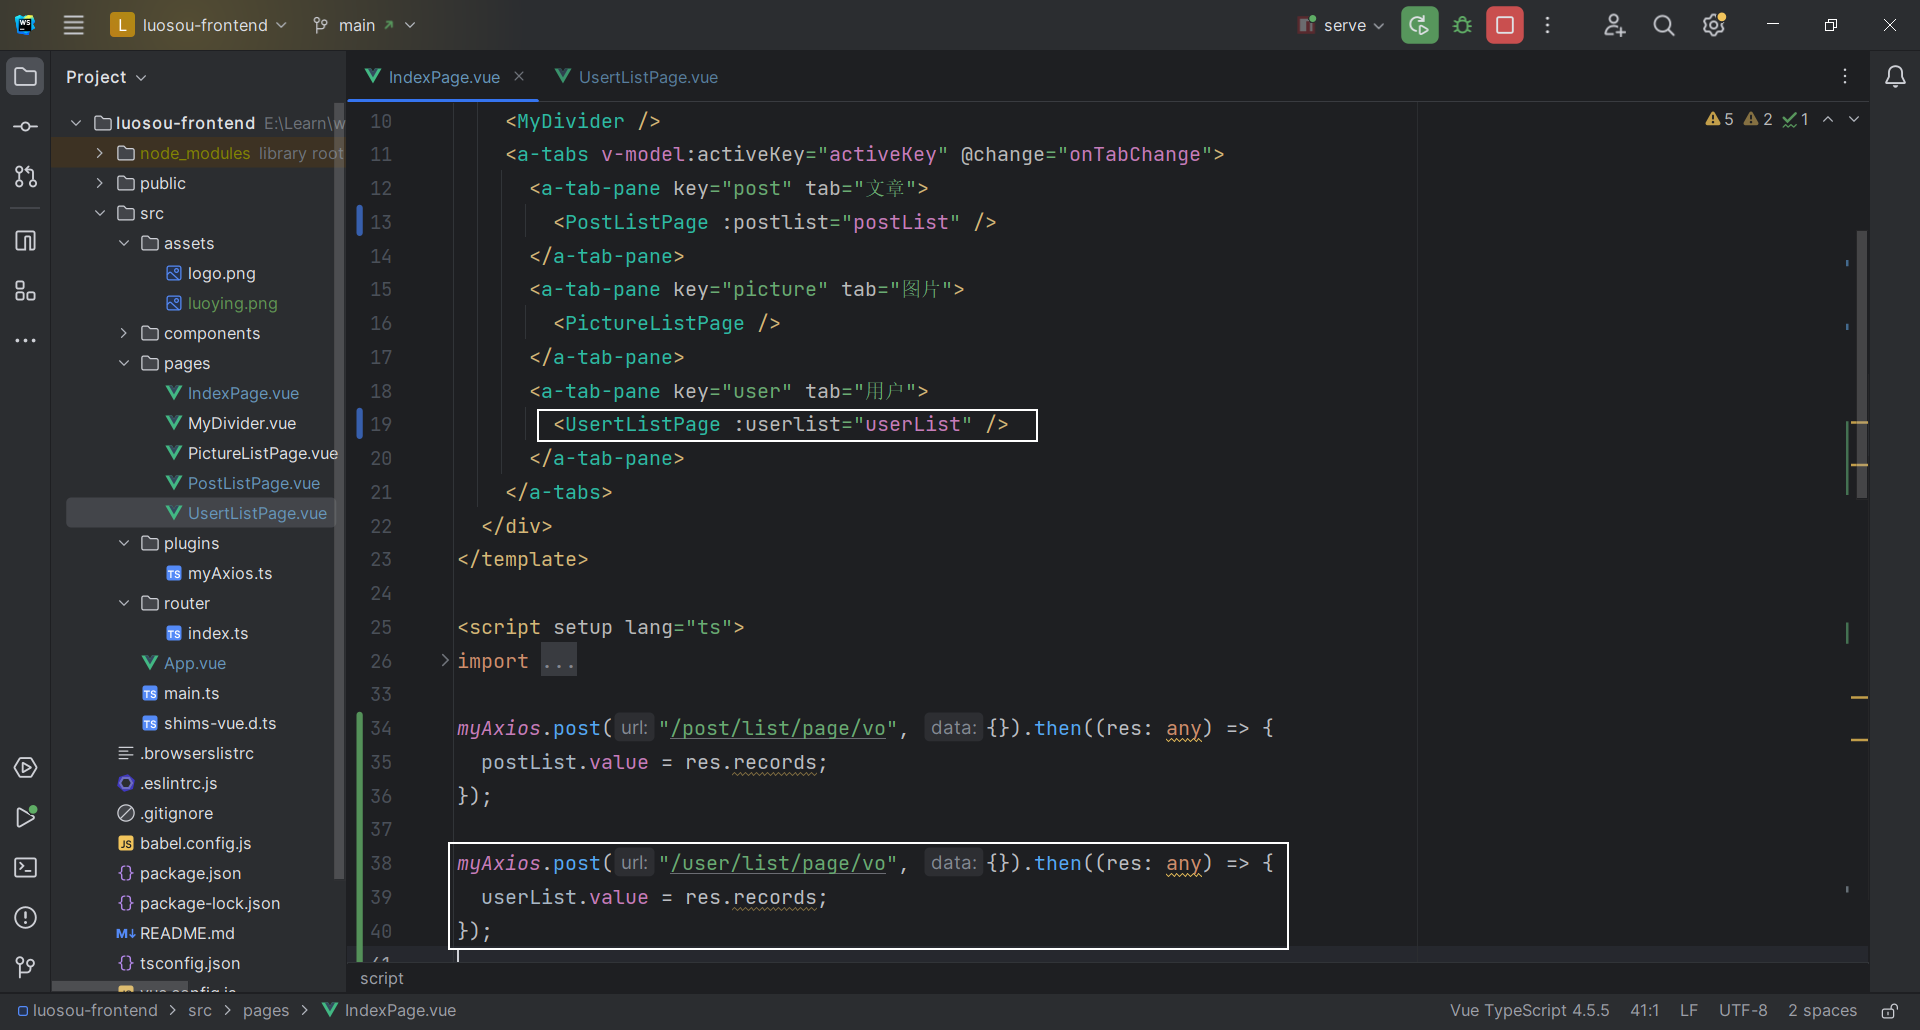 WS
L luosou-frontend
main
serve
Project
IndexPage.vue
UsertListPage.vue
luosou-frontend E:\Learn\w
node_modules library root
public
src
assets
logo.png
luoying.png
components
pages
IndexPage.vue
MyDivider.vue
PictureListPage.vue
PostListPage.vue
UsertListPage.vue
plugins
TS myAxios.ts
router
TS index.ts
App.vue
TS main.ts
TS shims-vue.d.ts
.browserslistrc
.eslintrc.js
.gitignore
JS babel.config.js
{} package.json
{} package-lock.json
M↓ README.md
{} tsconfig.json
5 2 1
10 <MyDivider />
11 <a-tabs v-model:activeKey="activeKey" @change="onTabChange">
12 <a-tab-pane key="post" tab="文章">
13 <PostListPage :postlist="postList" />
14 </a-tab-pane>
15 <a-tab-pane key="picture" tab="图片">
16 <PictureListPage />
17 </a-tab-pane>
18 <a-tab-pane key="user" tab="用户">
19 <UsertListPage :userlist="userList" />
20 </a-tab-pane>
21 </a-tabs>
22 </div>
23 </template>
24
25 <script setup lang="ts">
26 import ...
33
34 myAxios.post( url: "/post/list/page/vo", data: {}).then((res: any) => {
35 postList.value = res.records;
36 });
37
38 myAxios.post( url: "/user/list/page/vo", data: {}).then((res: any) => {
39 userList.value = res.records;
40 });
script
luosou-frontend > src > pages > IndexPage.vue
Vue TypeScript 4.5.5 41:1 LF UTF-8 2 spaces